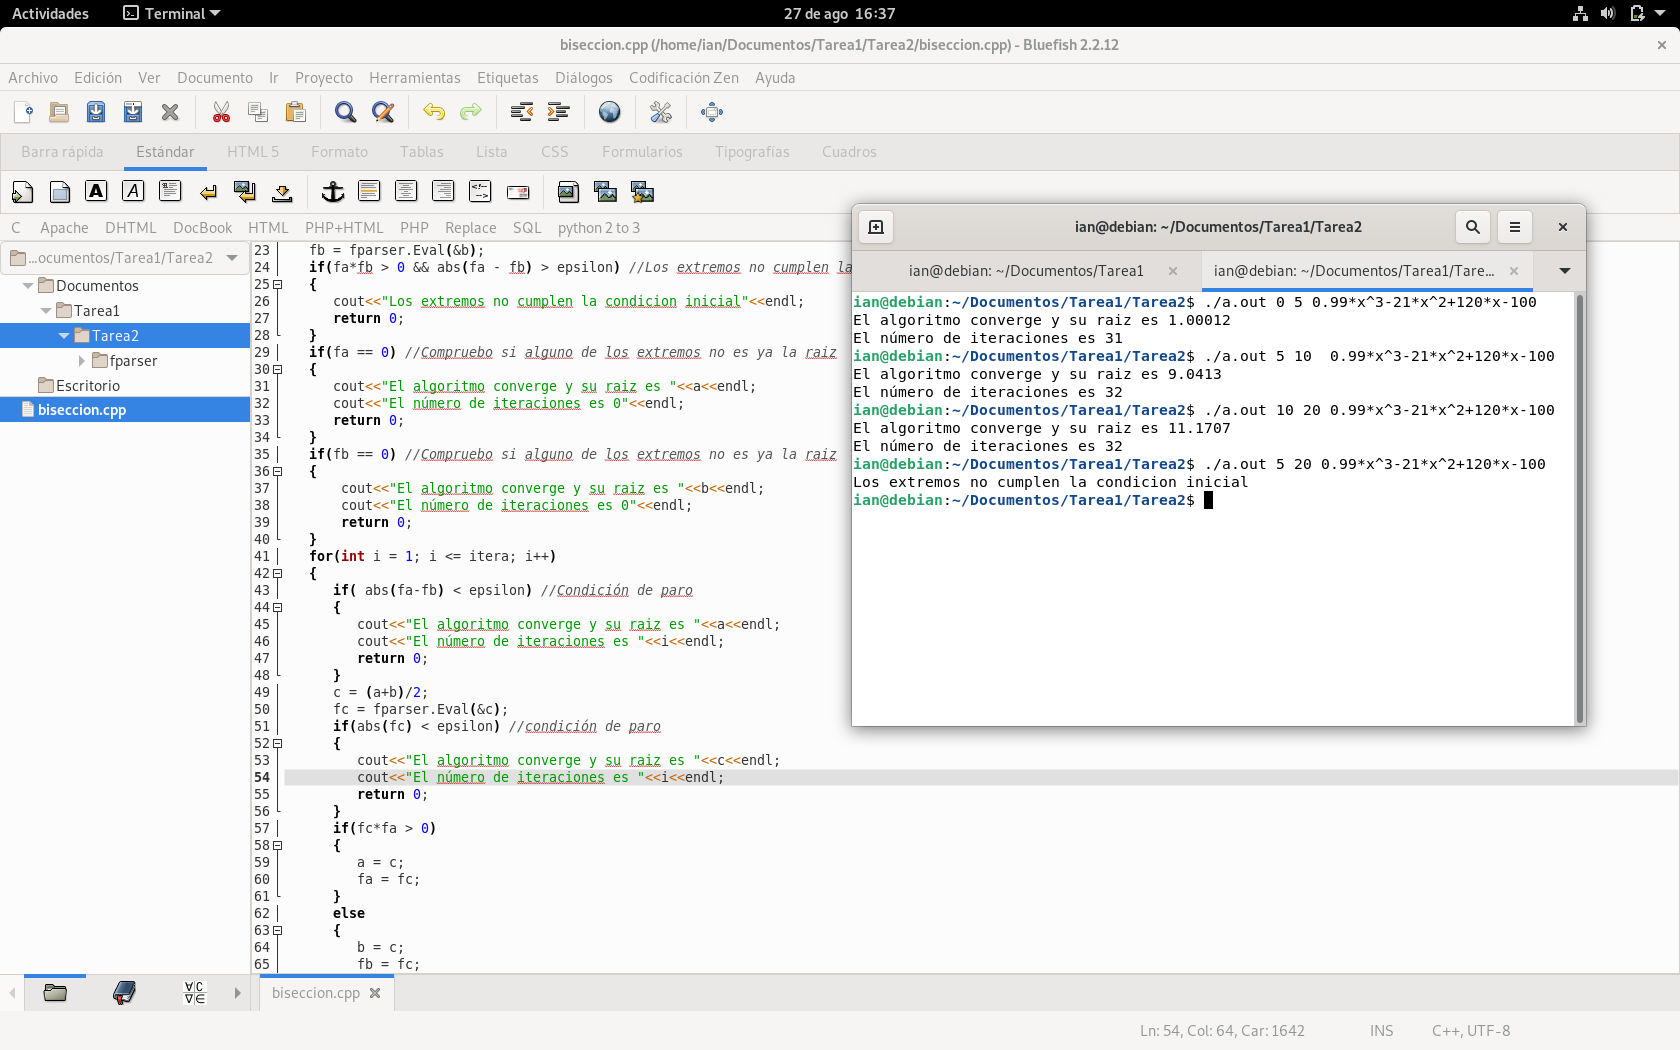 Actividades Terminal 27 de ago 16:37
biseccion.cpp (/home/ian/Documentos/Tarea1/Tarea2/biseccion.cpp) - Bluefish 2.2.12
Archivo Edición Ver Documento Ir Proyecto Herramientas Etiquetas Diálogos Codificación Zen Ayuda
Barra rápida Estándar HTML 5 Formato Tablas Lista CSS Formularios Tipografías Cuadros
C Apache DHTML DocBook HTML PHP+HTML PHP Replace SQL python 2 to 3
...ocumentos/Tarea1/Tarea2
Documentos
Tarea1
Tarea2
fparser
Escritorio
biseccion.cpp
23 fb = fparser.Eval(&b);
24 if(fa*fb > 0 && abs(fa - fb) > epsilon) //Los extremos no cumplen la
25 {
26 cout<<"Los extremos no cumplen la condicion inicial"<<endl;
27 return 0;
28 }
29 if(fa == 0) //Compruebo si alguno de los extremos no es ya la raiz
30 {
31 cout<<"El algoritmo converge y su raiz es "<<a<<endl;
32 cout<<"El número de iteraciones es 0"<<endl;
33 return 0;
34 }
35 if(fb == 0) //Compruebo si alguno de los extremos no es ya la raiz
36 {
37 cout<<"El algoritmo converge y su raiz es "<<b<<endl;
38 cout<<"El número de iteraciones es 0"<<endl;
39 return 0;
40 }
41 for(int i = 1; i <= itera; i++)
42 {
43 if( abs(fa-fb) < epsilon) //Condición de paro
44 {
45 cout<<"El algoritmo converge y su raiz es "<<a<<endl;
46 cout<<"El número de iteraciones es "<<i<<endl;
47 return 0;
48 }
49 c = (a+b)/2;
50 fc = fparser.Eval(&c);
51 if(abs(fc) < epsilon) //condición de paro
52 {
53 cout<<"El algoritmo converge y su raiz es "<<c<<endl;
54 cout<<"El número de iteraciones es "<<i<<endl;
55 return 0;
56 }
57 if(fc*fa > 0)
58 {
59 a = c;
60 fa = fc;
61 }
62 else
63 {
64 b = c;
65 fb = fc;
ian@debian: ~/Documentos/Tarea1/Tarea2
ian@debian: ~/Documentos/Tarea1 ian@debian: ~/Documentos/Tarea1/Tare...
ian@debian:~/Documentos/Tarea1/Tarea2$ ./a.out 0 5 0.99*x^3-21*x^2+120*x-100
El algoritmo converge y su raiz es 1.00012
El número de iteraciones es 31
ian@debian:~/Documentos/Tarea1/Tarea2$ ./a.out 5 10  0.99*x^3-21*x^2+120*x-100
El algoritmo converge y su raiz es 9.0413
El número de iteraciones es 32
ian@debian:~/Documentos/Tarea1/Tarea2$ ./a.out 10 20 0.99*x^3-21*x^2+120*x-100
El algoritmo converge y su raiz es 11.1707
El número de iteraciones es 32
ian@debian:~/Documentos/Tarea1/Tarea2$ ./a.out 5 20 0.99*x^3-21*x^2+120*x-100
Los extremos no cumplen la condicion inicial
ian@debian:~/Documentos/Tarea1/Tarea2$
biseccion.cpp
Ln: 54, Col: 64, Car: 1642 INS C++, UTF-8